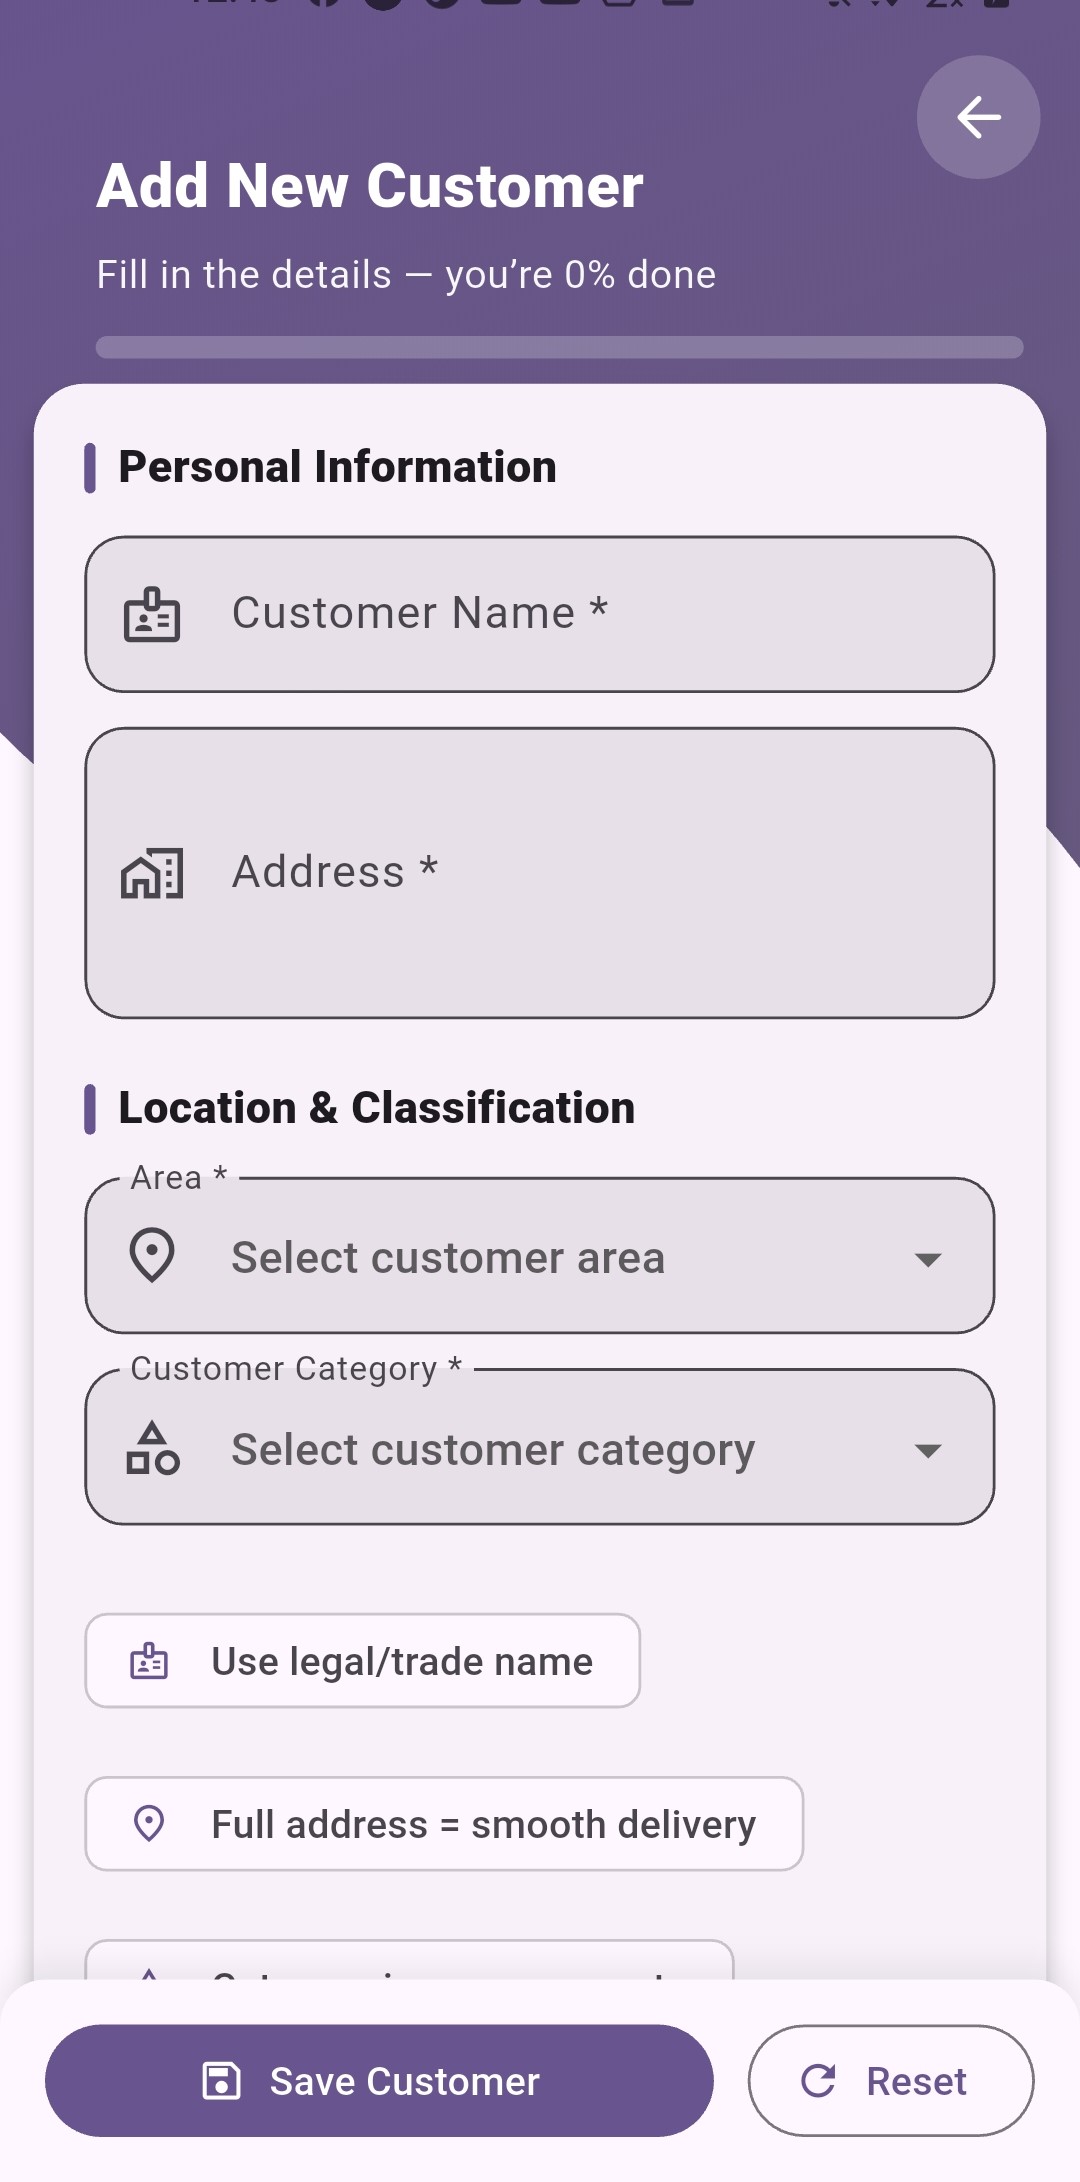 Add New Customer
Fill in the details — you’re 0% done
Personal Information
Customer Name *
Address *
Location & Classification
Area *
Select customer area
Customer Category *
Select customer category
Use legal/trade name
Full address = smooth delivery
Save Customer
Reset